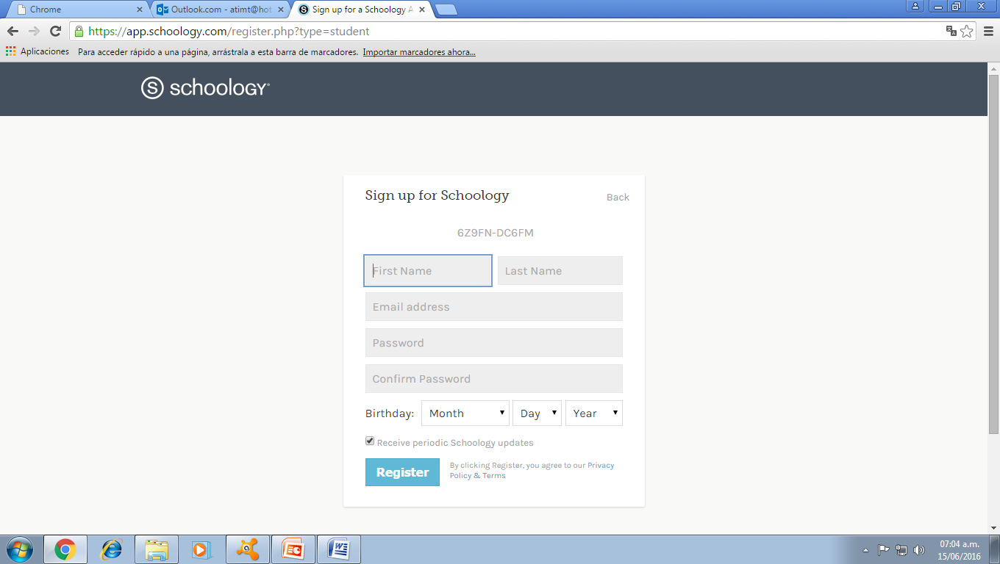 Chrome
Outlook.com - atimt@hot
Sign up for a Schoology A
https://app.schoology.com/register.php?type=student
Aplicaciones
Para acceder rápido a una página, arrástrala a esta barra de marcadores. Importar marcadores ahora...
S schoology®
Sign up for Schoology
Back
6Z9FN-DC6FM
First Name
Last Name
Email address
Password
Confirm Password
Birthday: Month Day Year
Receive periodic Schoology updates
Register
By clicking Register, you agree to our Privacy
Policy & Terms
07:04 a.m.
15/06/2016